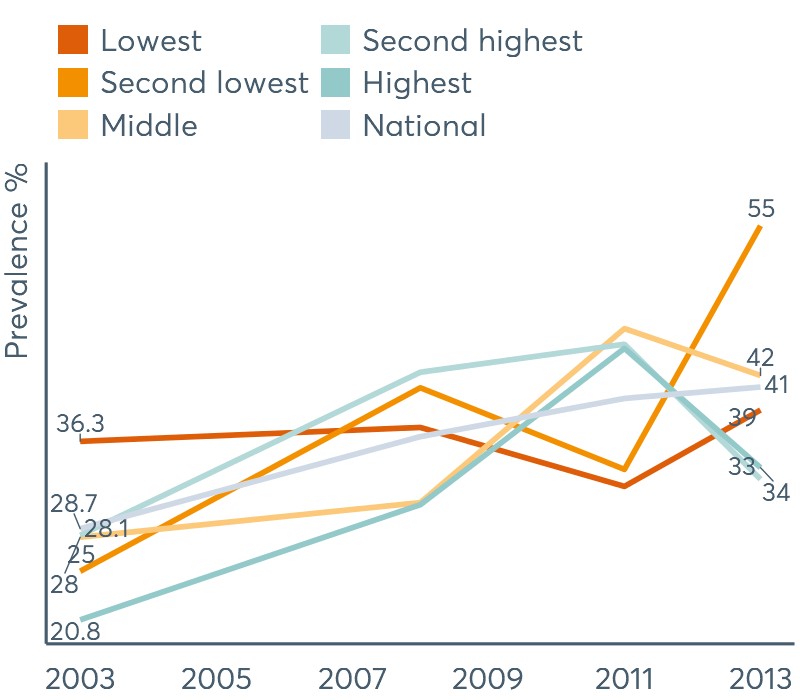 Lowest
Second highest
Second lowest
Highest
Middle
National
Prevalence %
55
42
41
39
36.3
33
34
28.7
28.1
25
28
20.8
2003
2005
2007
2009
2011
2013